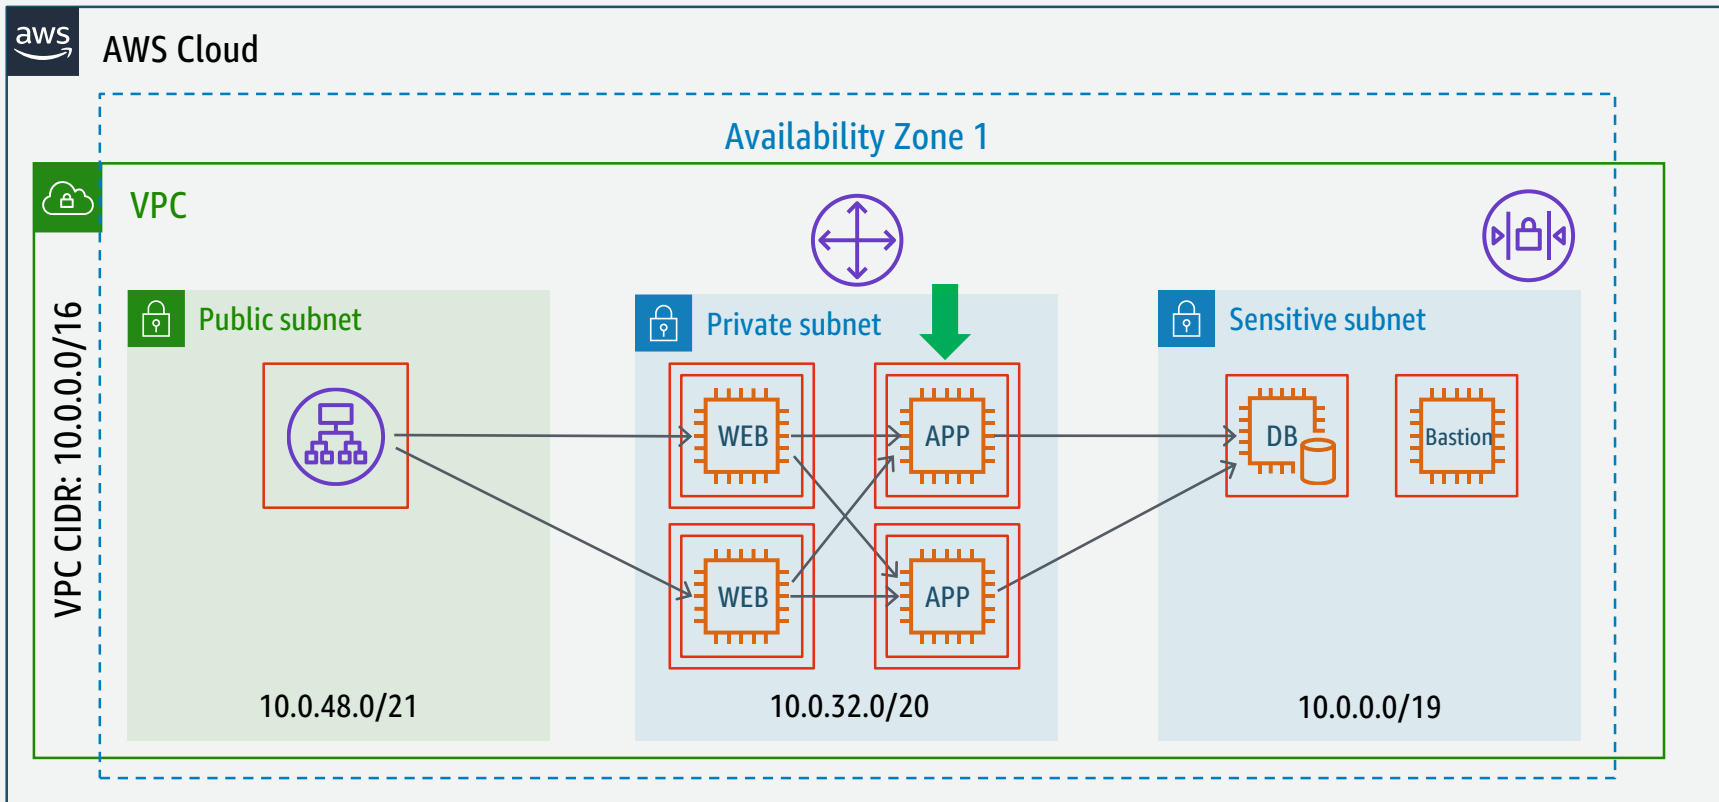 aws
AWS Cloud
Availability Zone 1
VPC
VPC CIDR: 10.0.0.0/16
Public subnet
Private subnet
Sensitive subnet
WEB
APP
DB
Bastion
WEB
APP
10.0.48.0/21
10.0.32.0/20
10.0.0.0/19